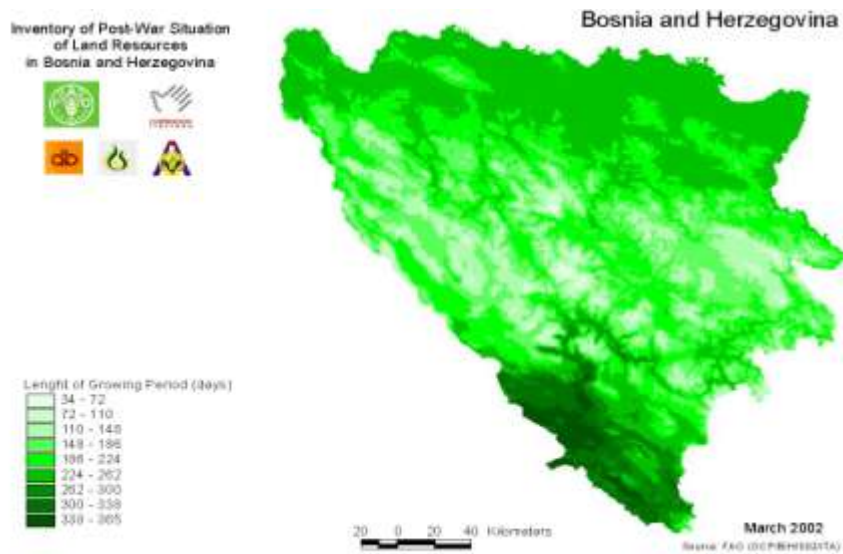 Bosnia and Herzegovina
Inventory of Post-War Situation
of Land Resources
in Bosnia and Herzegovina
Lenght of Growing Period (days)
34 - 72
72 - 110
110 - 148
148 - 186
186 - 224
224 - 262
262 - 300
300 - 338
338 - 365
20 0 20 40 Kilometers
March 2002
Source: FAO